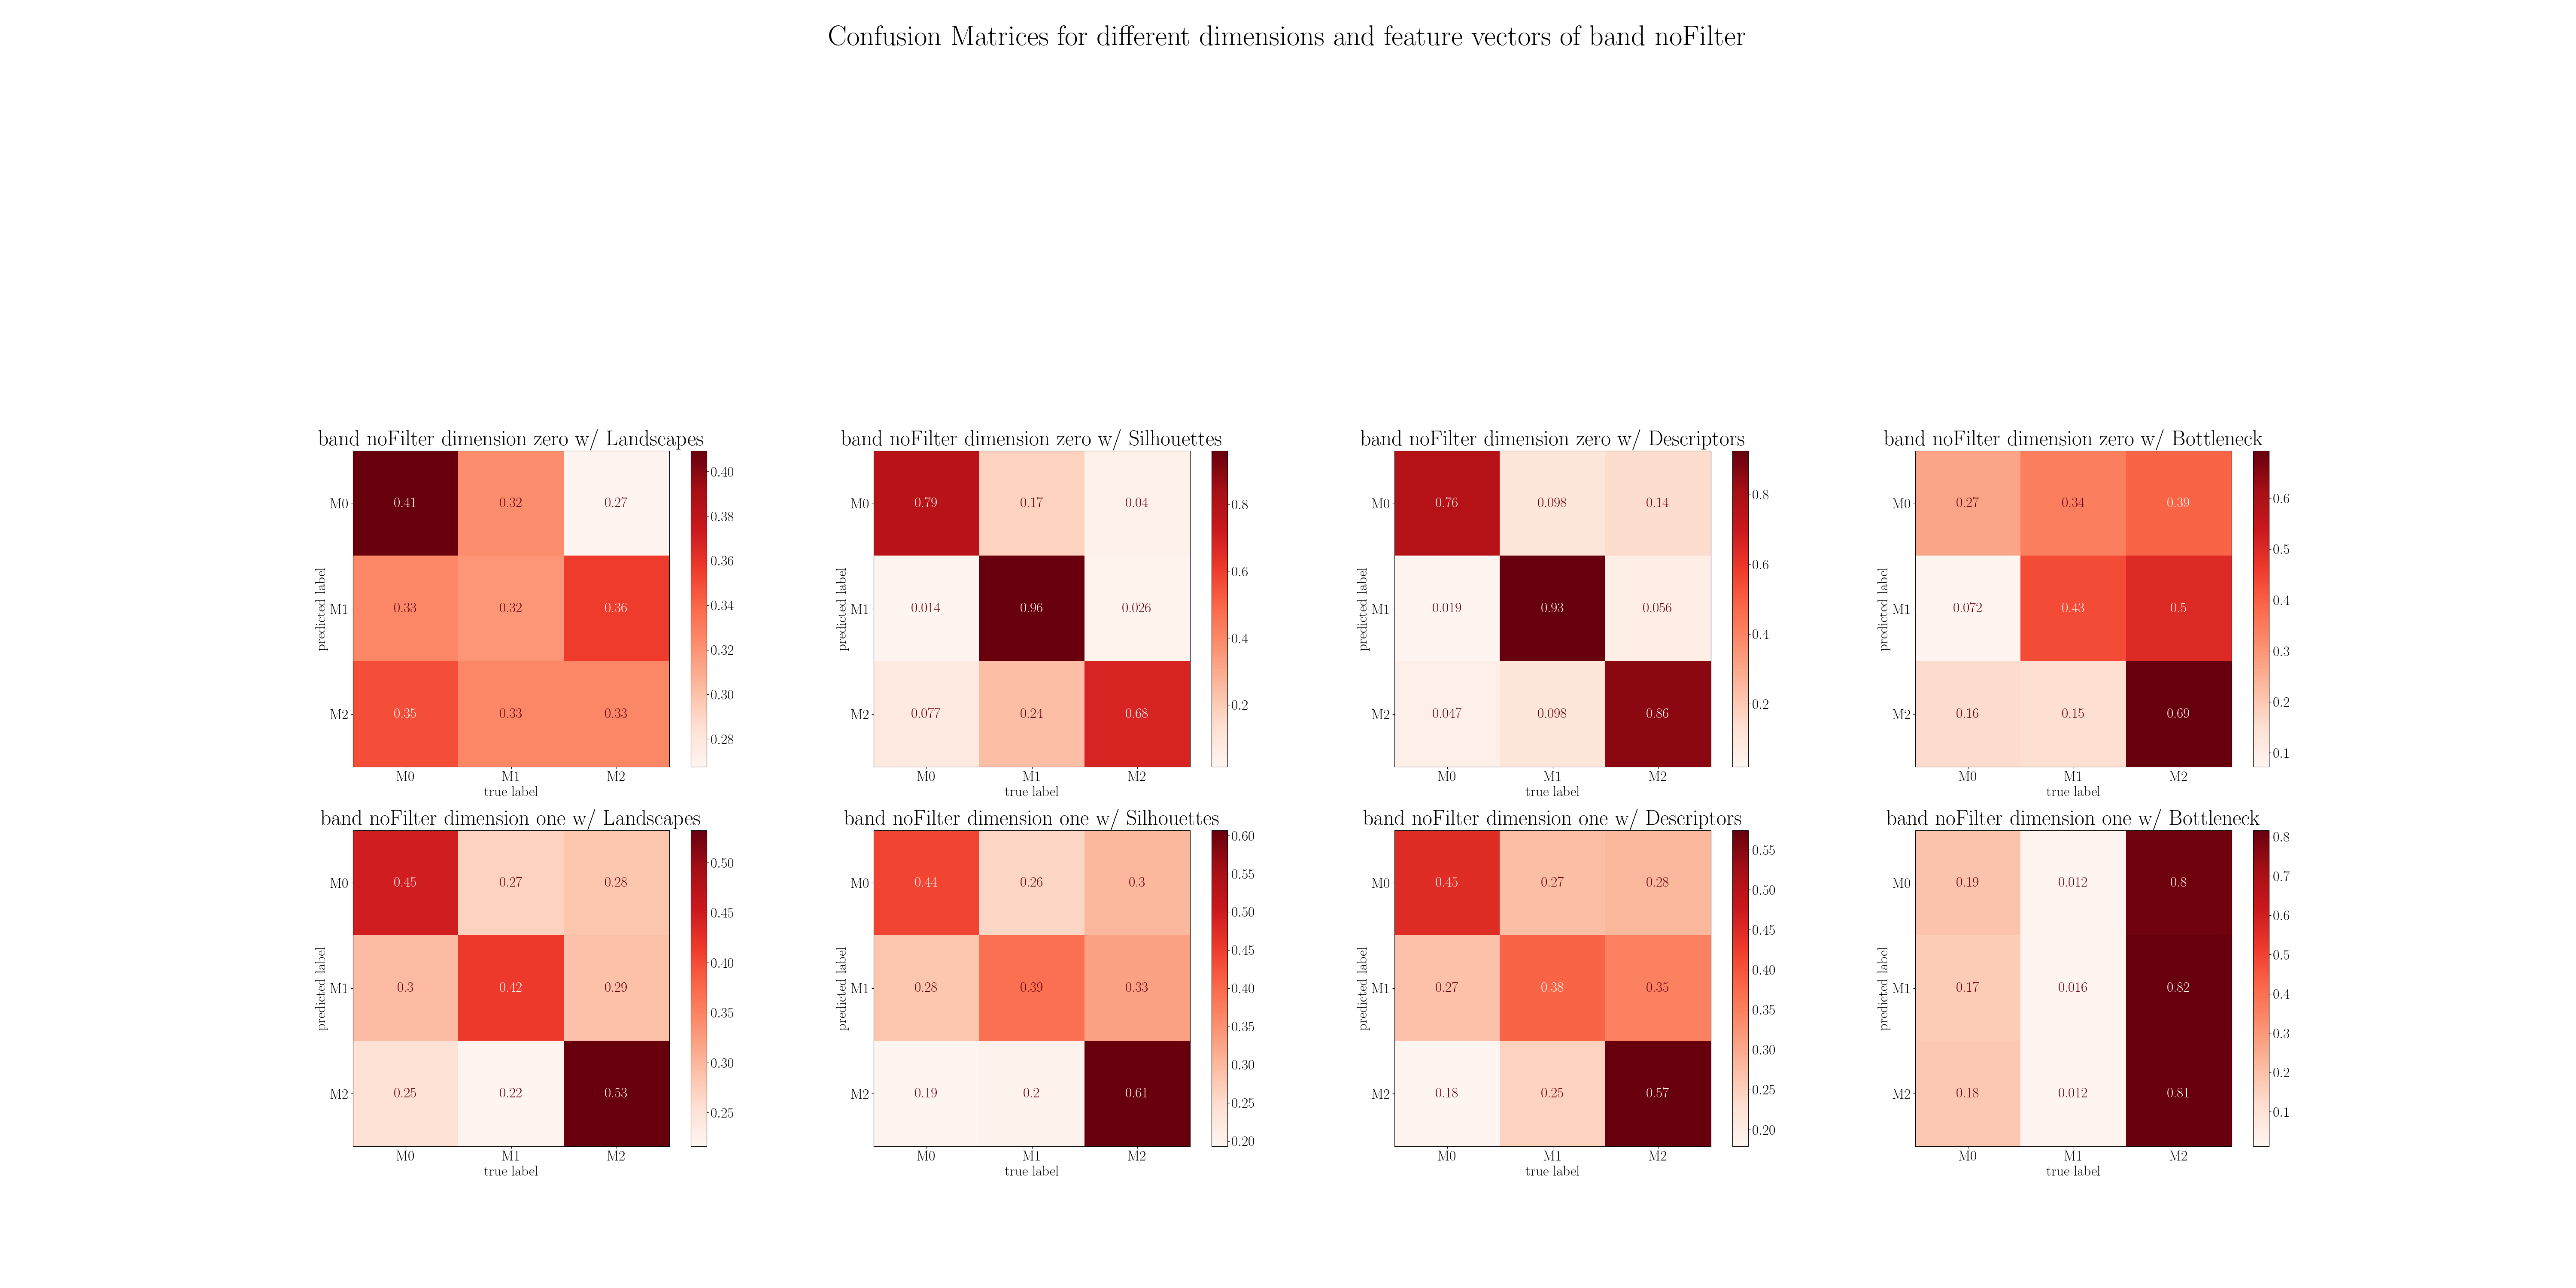 Confusion Matrices for different dimensions and feature vectors of band noFilter
band noFilter dimension zero w/ Landscapes
predicted label
M0 0.41 0.32 0.27
M1 0.33 0.32 0.36
M2 0.35 0.33 0.33
M0 M1 M2
true label
0.40
0.38
0.36
0.34
0.32
0.30
0.28
band noFilter dimension zero w/ Silhouettes
predicted label
M0 0.79 0.17 0.04
M1 0.014 0.96 0.026
M2 0.077 0.24 0.68
M0 M1 M2
true label
0.8
0.6
0.4
0.2
band noFilter dimension zero w/ Descriptors
predicted label
M0 0.76 0.098 0.14
M1 0.019 0.93 0.056
M2 0.047 0.098 0.86
M0 M1 M2
true label
0.8
0.6
0.4
0.2
band noFilter dimension zero w/ Bottleneck
predicted label
M0 0.27 0.34 0.39
M1 0.072 0.43 0.5
M2 0.16 0.15 0.69
M0 M1 M2
true label
0.6
0.5
0.4
0.3
0.2
0.1
band noFilter dimension one w/ Landscapes
predicted label
M0 0.45 0.27 0.28
M1 0.3 0.42 0.29
M2 0.25 0.22 0.53
M0 M1 M2
true label
0.50
0.45
0.40
0.35
0.30
0.25
band noFilter dimension one w/ Silhouettes
predicted label
M0 0.44 0.26 0.3
M1 0.28 0.39 0.33
M2 0.19 0.2 0.61
M0 M1 M2
true label
0.60
0.55
0.50
0.45
0.40
0.35
0.30
0.25
0.20
band noFilter dimension one w/ Descriptors
predicted label
M0 0.45 0.27 0.28
M1 0.27 0.38 0.35
M2 0.18 0.25 0.57
M0 M1 M2
true label
0.55
0.50
0.45
0.40
0.35
0.30
0.25
0.20
band noFilter dimension one w/ Bottleneck
predicted label
M0 0.19 0.012 0.8
M1 0.17 0.016 0.82
M2 0.18 0.012 0.81
M0 M1 M2
true label
0.8
0.7
0.6
0.5
0.4
0.3
0.2
0.1